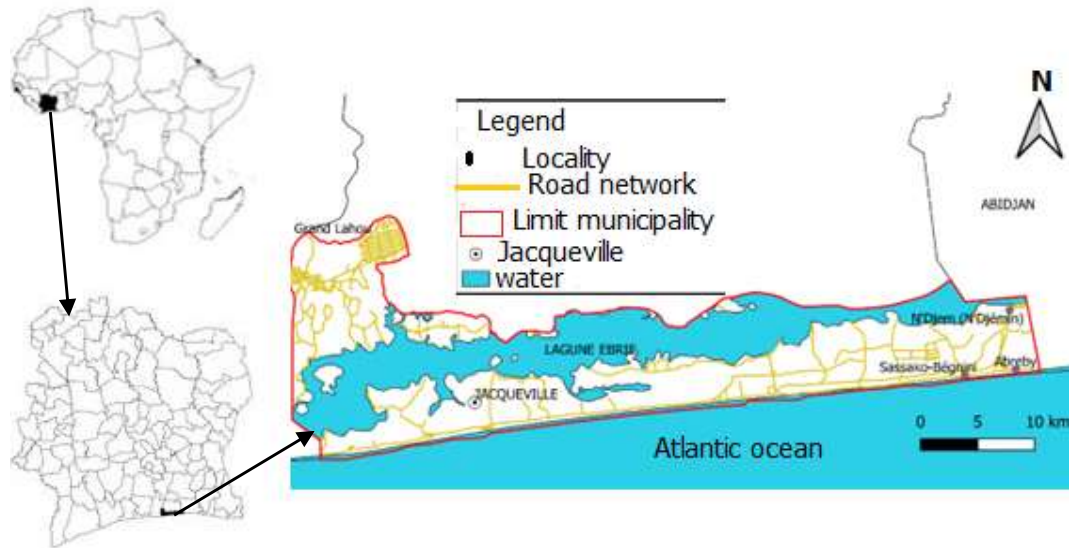 N
Legend
Locality
Road network
Limit municipality
Jacqueville
water
ABIDJAN
Grand Lahou
N'Djem (N'Djémin)
LAGUNE EBRIE
Sassako-Bégnini
Abreby
JACQUEVILLE
0 5 10 km
Atlantic ocean